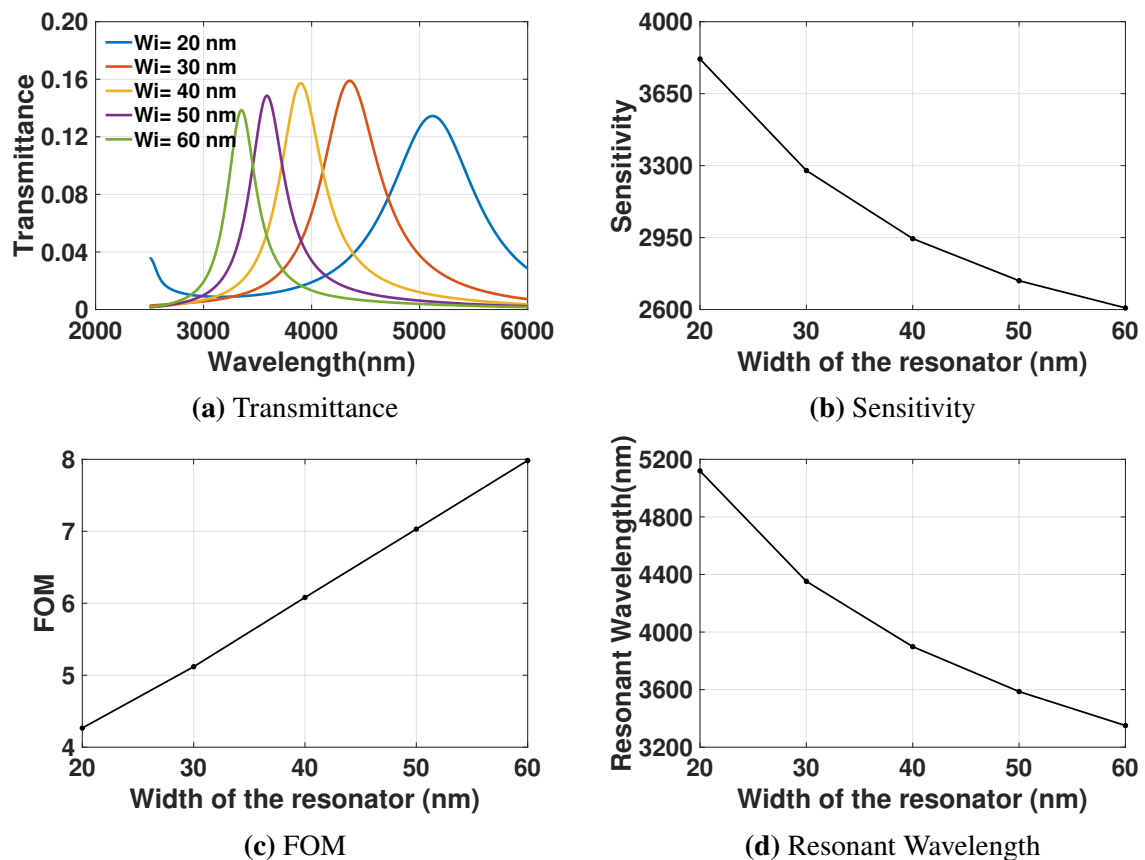 0.20
0.16
0.12
0.08
0.04
0
Transmittance
Wi= 20 nm
Wi= 30 nm
Wi= 40 nm
Wi= 50 nm
Wi= 60 nm
2000 3000 4000 5000 6000
Wavelength(nm)
(a) Transmittance
4000
3650
3300
2950
2600
Sensitivity
20 30 40 50 60
Width of the resonator (nm)
(b) Sensitivity
8
7
6
5
4
FOM
20 30 40 50 60
Width of the resonator (nm)
(c) FOM
5200
4800
4400
4000
3600
3200
Resonant Wavelength(nm)
20 30 40 50 60
Width of the resonator (nm)
(d) Resonant Wavelength